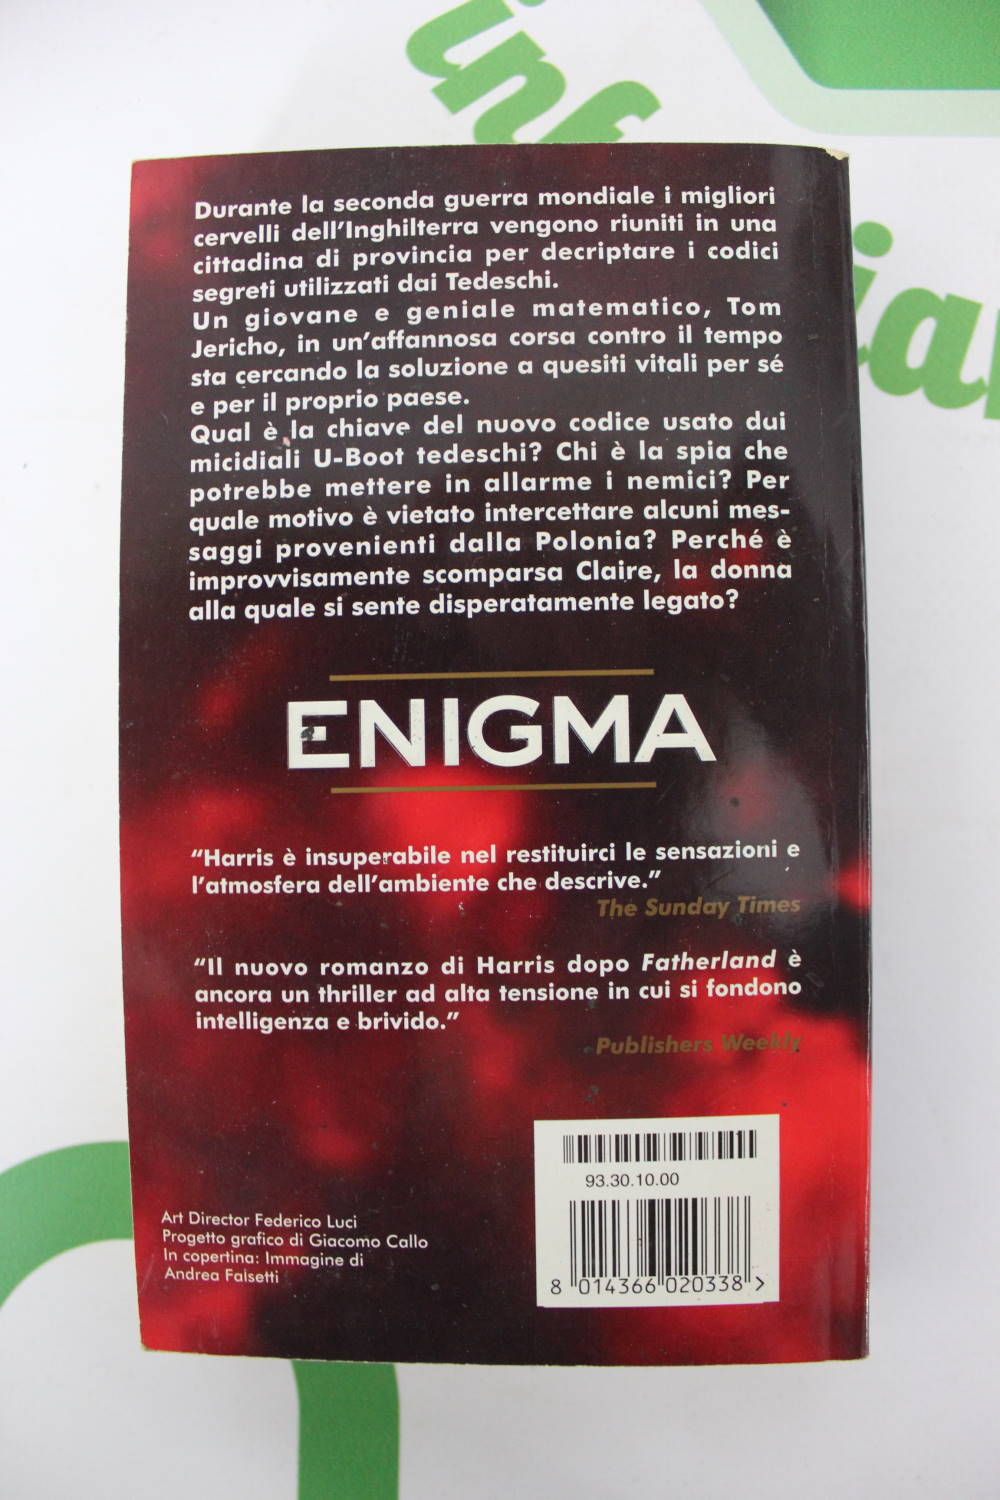 inf
ia
Durante la seconda guerra mondiale i migliori
cervelli dell'Inghilterra vengono riuniti in una
cittadina di provincia per decriptare i codici
segreti utilizzati dai Tedeschi.
Un giovane e geniale matematico, Tom
Jericho, in un'affannosa corsa contro il tempo
sta cercando la soluzione a quesiti vitali per sé
e per il proprio paese.
Qual è la chiave del nuovo codice usato dui
micidiali U-Boot tedeschi? Chi è la spia che
potrebbe mettere in allarme i nemici? Per
quale motivo è vietato intercettare alcuni mes-
saggi provenienti dalla Polonia? Perché è
improvvisamente scomparsa Claire, la donna
alla quale si sente disperatamente legato?
ENIGMA
“Harris è insuperabile nel restituirci le sensazioni e
l'atmosfera dell'ambiente che descrive.”
The Sunday Times
“Il nuovo romanzo di Harris dopo Fatherland è
ancora un thriller ad alta tensione in cui si fondono
intelligenza e brivido.”
Publishers Weekly
93.30.10.00
8 014366 020338 >
Art Director Federico Luci
Progetto grafico di Giacomo Callo
In copertina: Immagine di
Andrea Falsetti